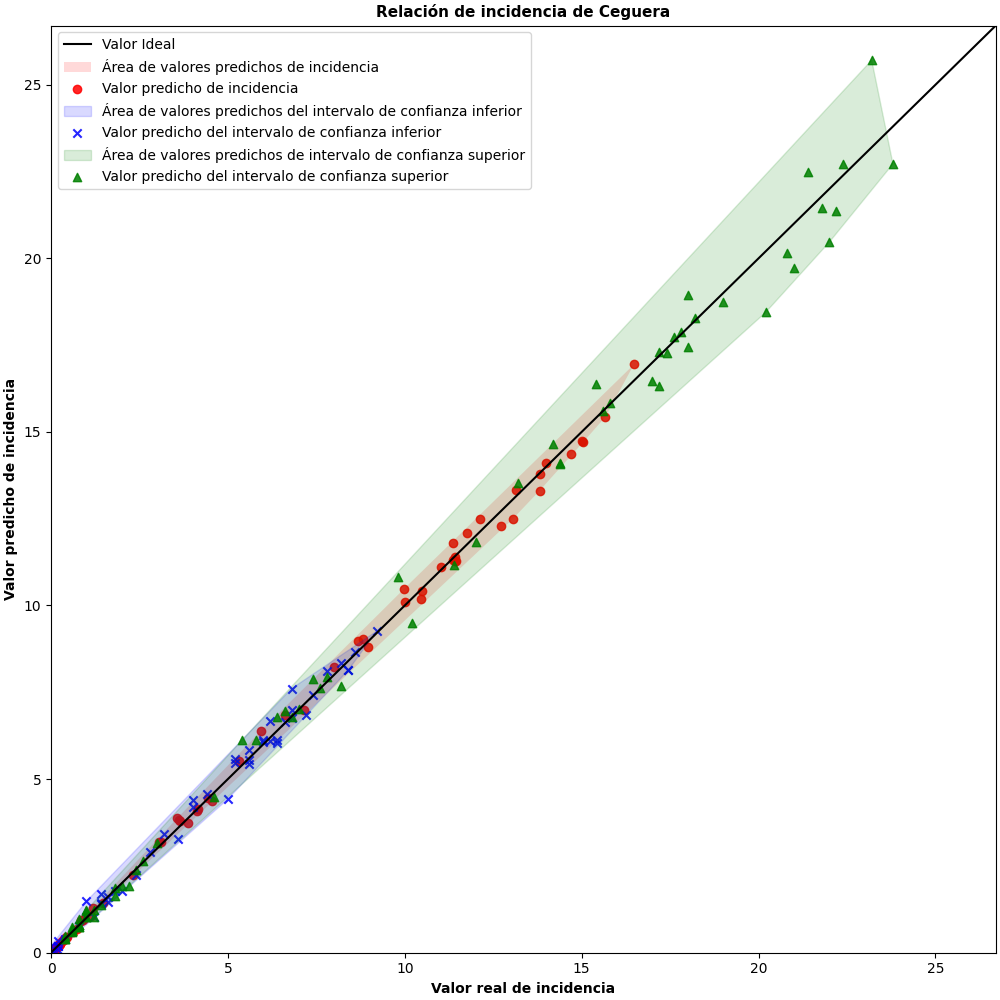 Relación de incidencia de Ceguera
Valor Ideal
Área de valores predichos de incidencia
Valor predicho de incidencia
Área de valores predichos del intervalo de confianza inferior
Valor predicho del intervalo de confianza inferior
Área de valores predichos de intervalo de confianza superior
Valor predicho del intervalo de confianza superior
Valor predicho de incidencia
25
20
15
10
5
0
0 5 10 15 20 25
Valor real de incidencia